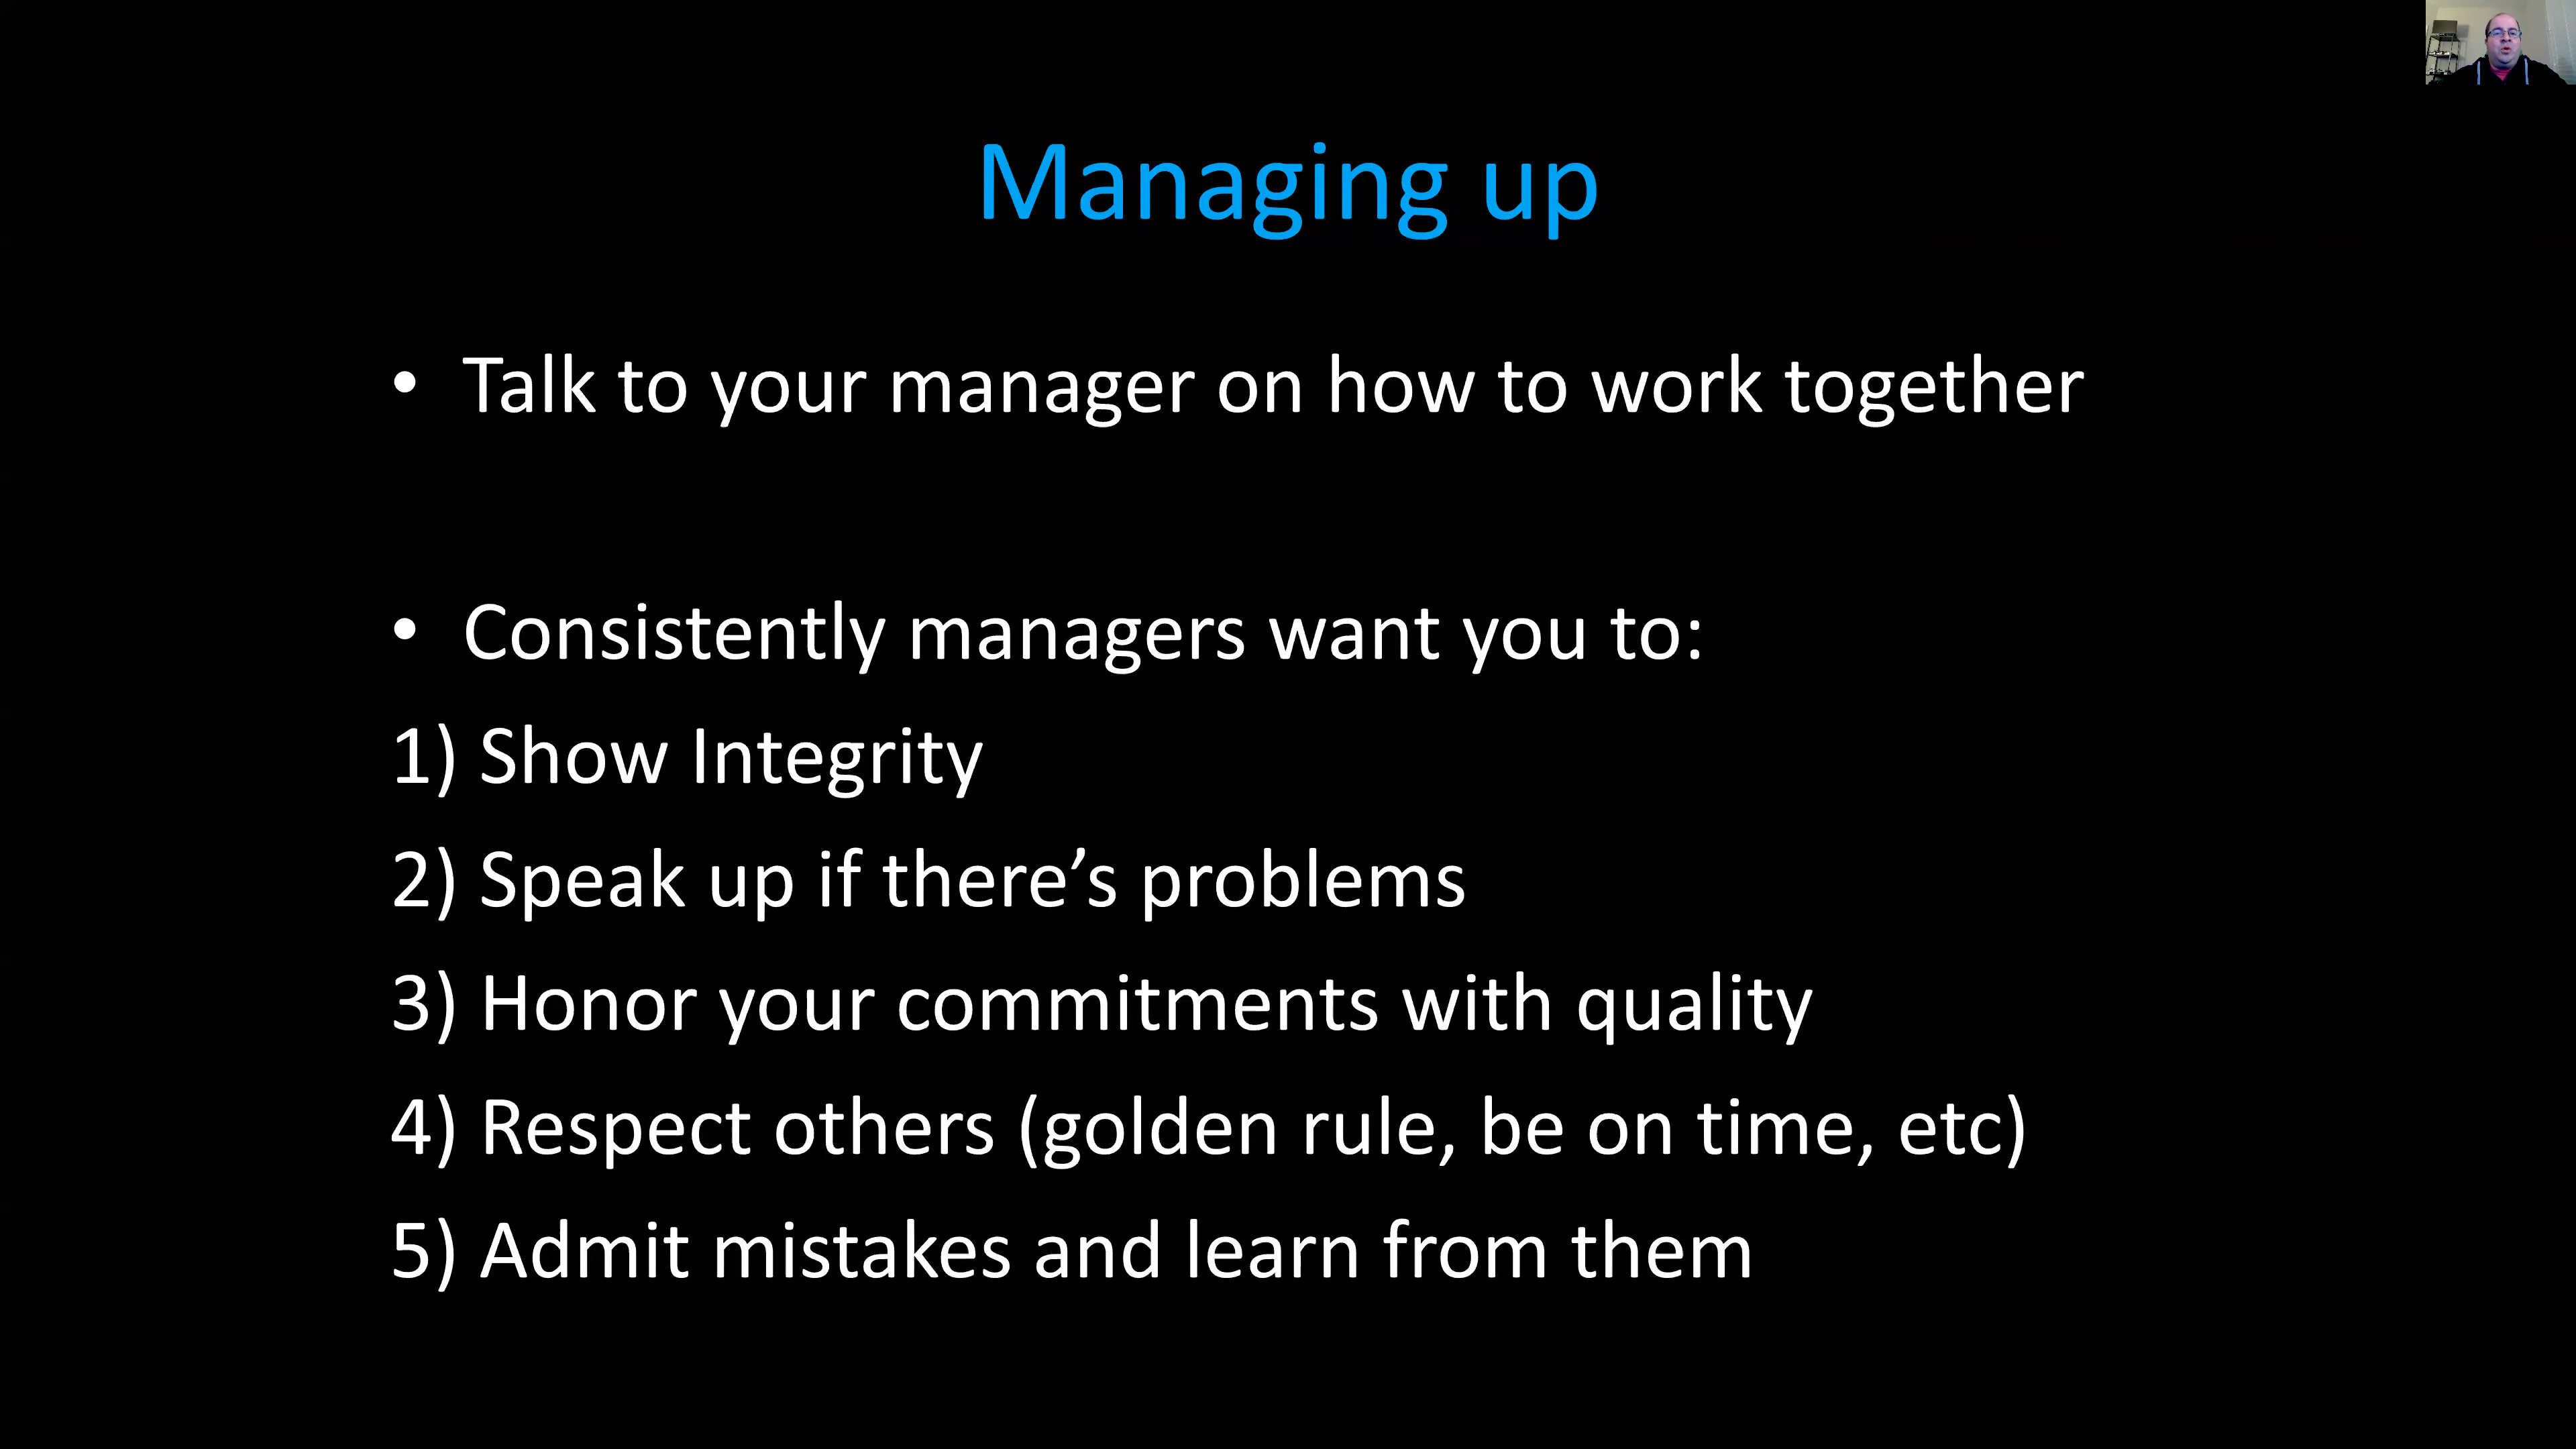 Managing up
• Talk to your manager on how to work together
• Consistently managers want you to:
1) Show Integrity
2) Speak up if there’s problems
3) Honor your commitments with quality
4) Respect others (golden rule, be on time, etc)
5) Admit mistakes and learn from them